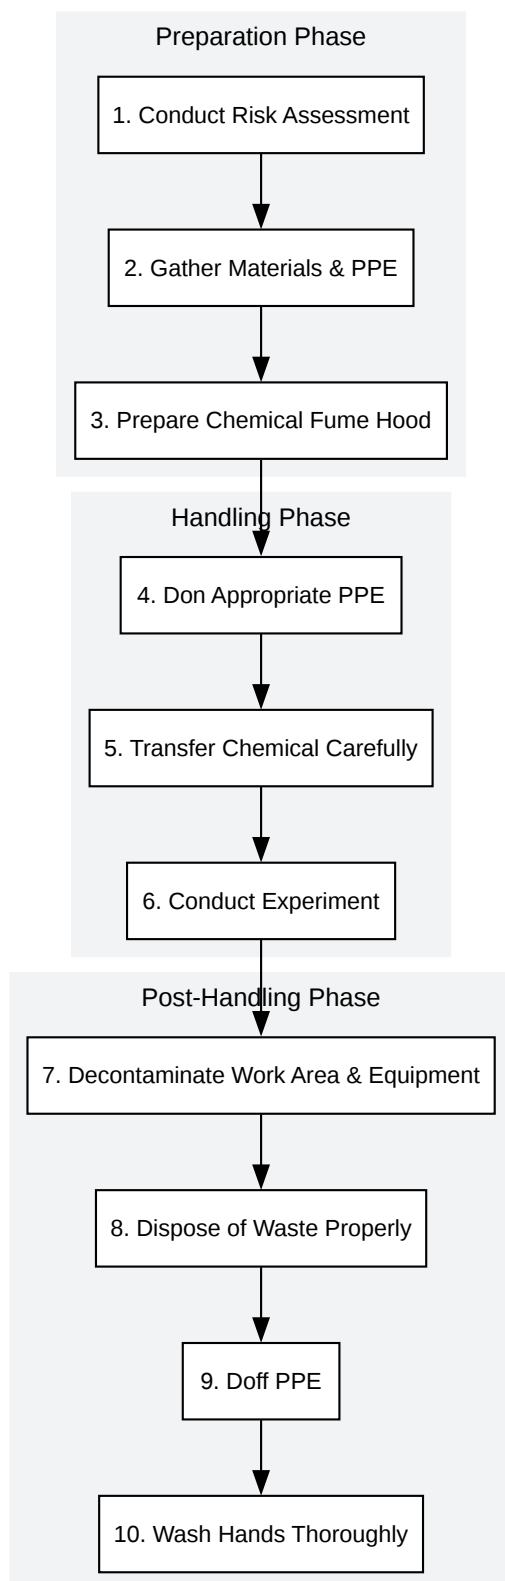 Preparation Phase
1. Conduct Risk Assessment
2. Gather Materials & PPE
3. Prepare Chemical Fume Hood
Handling Phase
4. Don Appropriate PPE
5. Transfer Chemical Carefully
6. Conduct Experiment
Post-Handling Phase
7. Decontaminate Work Area & Equipment
8. Dispose of Waste Properly
9. Doff PPE
10. Wash Hands Thoroughly